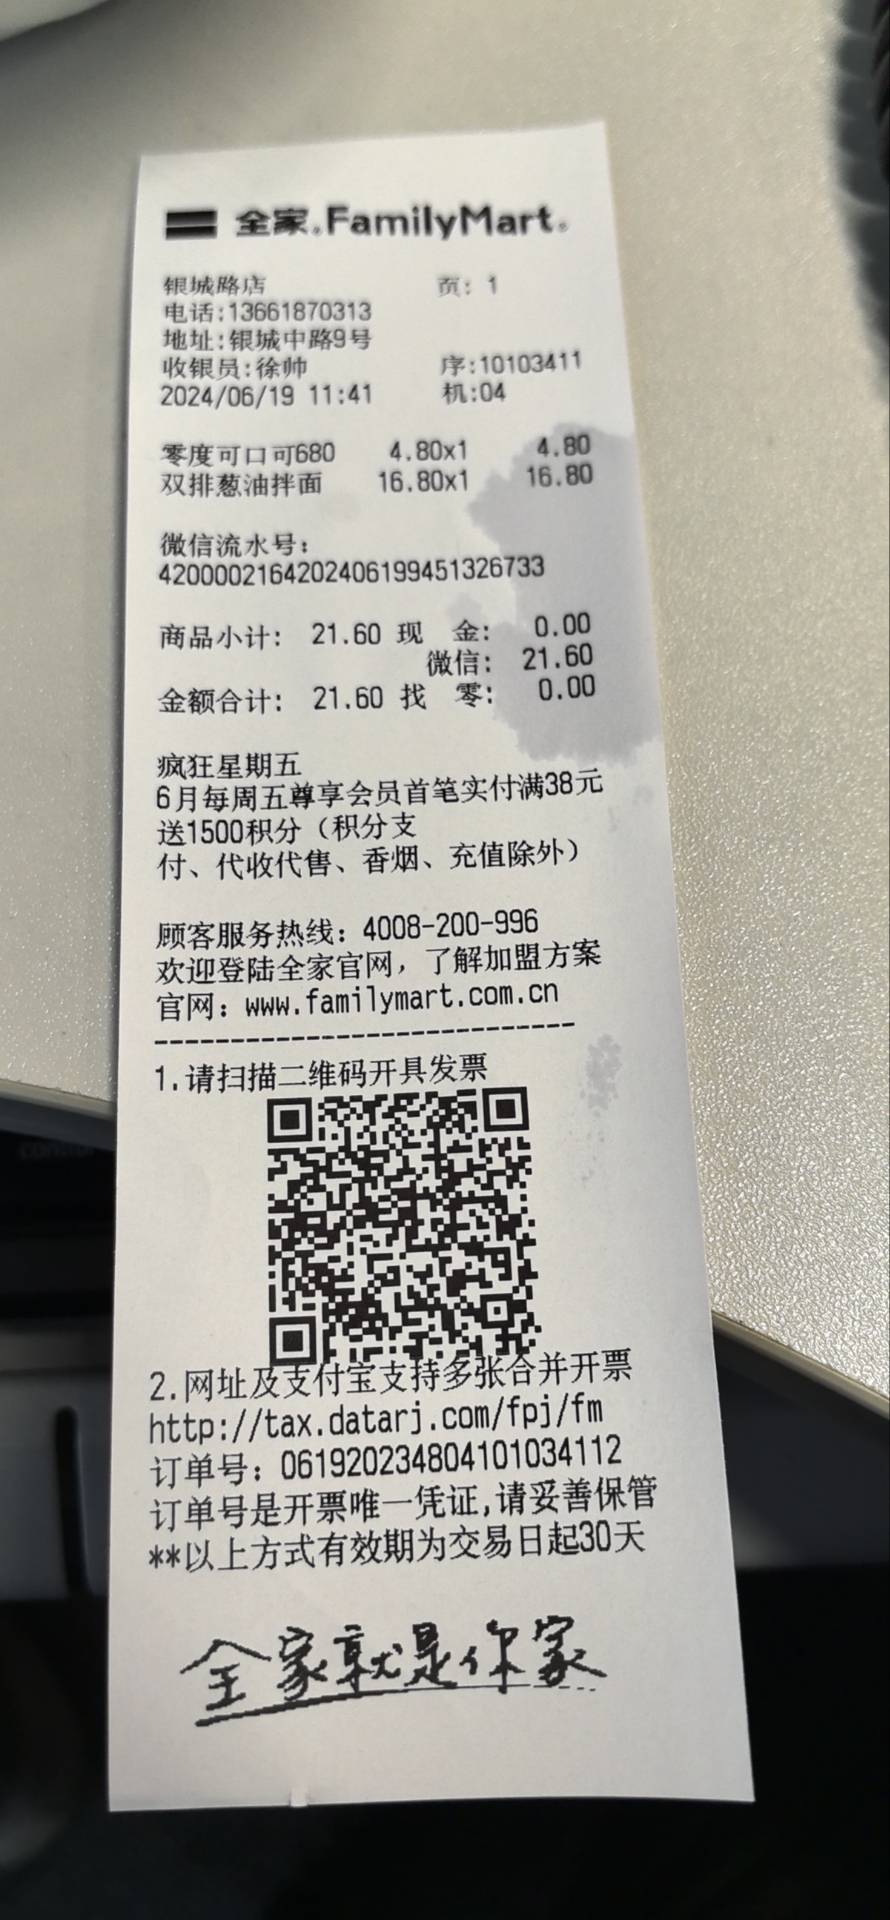 全家。FamilyMart。
银城路店 页: 1
电话:13661870313
地址:银城中路9号
收银员:徐帅 序:10103411
2024/06/19 11:41 机:04
零度可口可680 4.80x1 4.80
双排葱油拌面 16.80x1 16.80
微信流水号:
4200002164202406199451326733
商品小计: 21.60 现 金: 0.00
微信: 21.60
金额合计: 21.60 找 零: 0.00
疯狂星期五
6月每周五尊享会员首笔实付满38元
送1500积分（积分支
付、代收代售、香烟、充值除外）
顾客服务热线: 4008-200-996
欢迎登陆全家官网，了解加盟方案
官网: www.familymart.com.cn
1.请扫描二维码开具发票
2.网址及支付宝支持多张合并开票
http://tax.datarj.com/fpj/fm
订单号: 061920234804101034112
订单号是开票唯一凭证,请妥善保管
**以上方式有效期为交易日起30天
全家就是你家